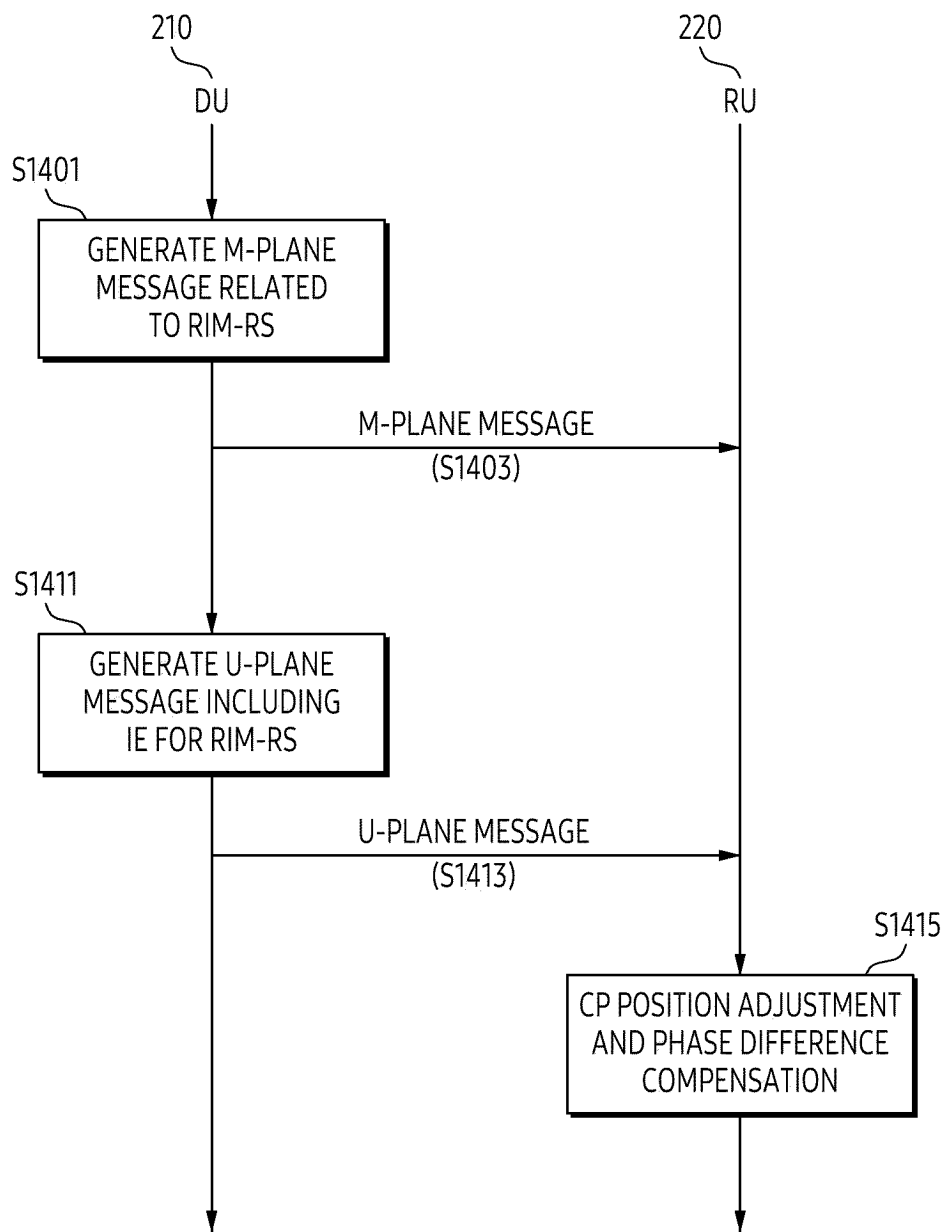 210
220
DU
RU
S1401
GENERATE M-PLANE
MESSAGE RELATED
TO RIM-RS
M-PLANE MESSAGE
(S1403)
S1411
GENERATE U-PLANE
MESSAGE INCLUDING
IE FOR RIM-RS
U-PLANE MESSAGE
(S1413)
S1415
CP POSITION ADJUSTMENT
AND PHASE DIFFERENCE
COMPENSATION